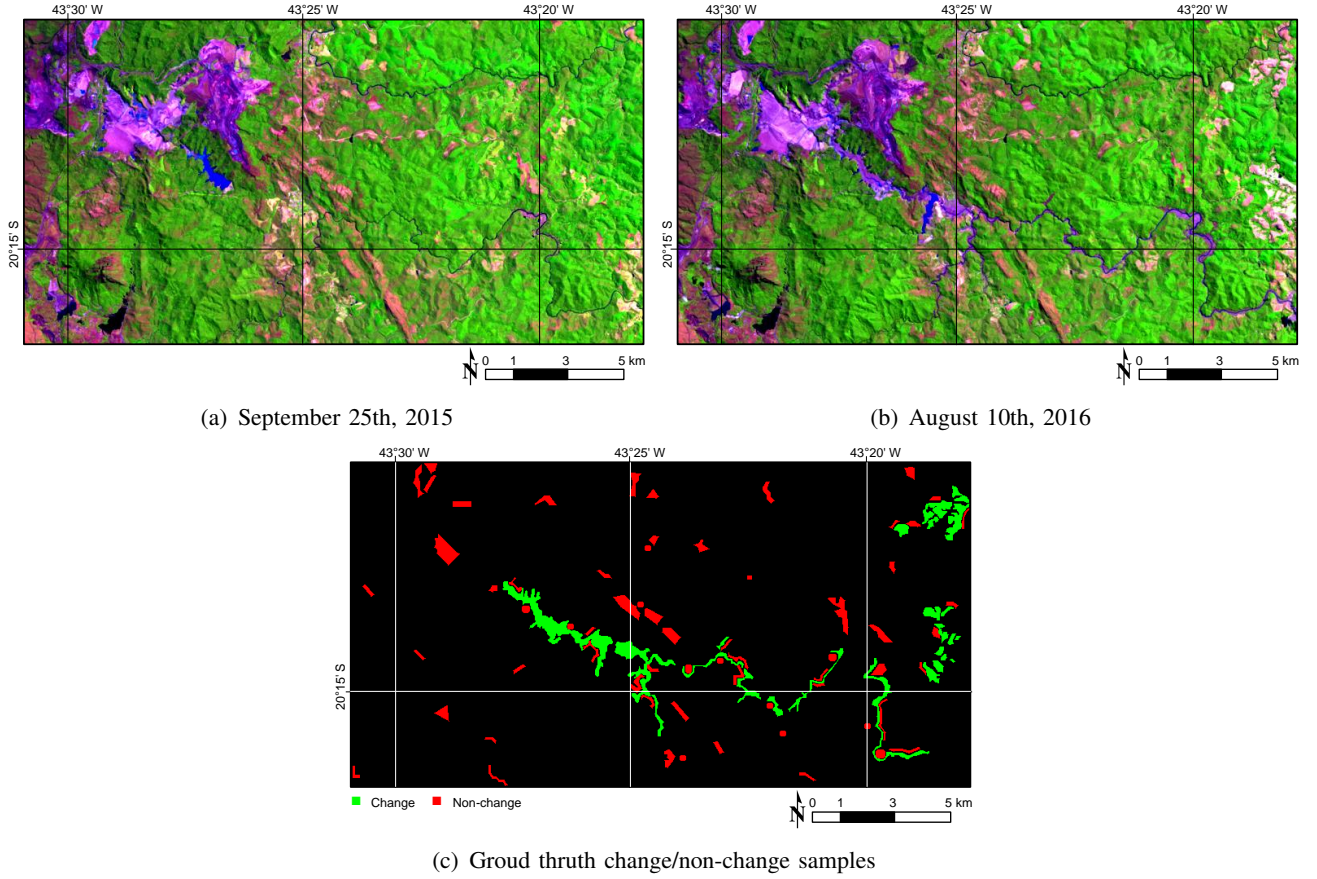 43°30' W 43°25' W 43°20' W
43°30' W 43°25' W 43°20' W
20°15' S
20°15' S
N 0 1 3 5 km
N 0 1 3 5 km
(a) September 25th, 2015
(b) August 10th, 2016
43°30' W 43°25' W 43°20' W
20°15' S
Change Non-change
N 0 1 3 5 km
(c) Groud thruth change/non-change samples